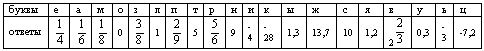 буквы е а м о з л п т р н и к ы ж с я в у ь ц
ответы 1/4 1/6 1/8 0 3/8 1 2/9 5 5/6 9 -4 -28 1,3 13,7 10 1,2 2 2/3 0,3 -3 -7,2